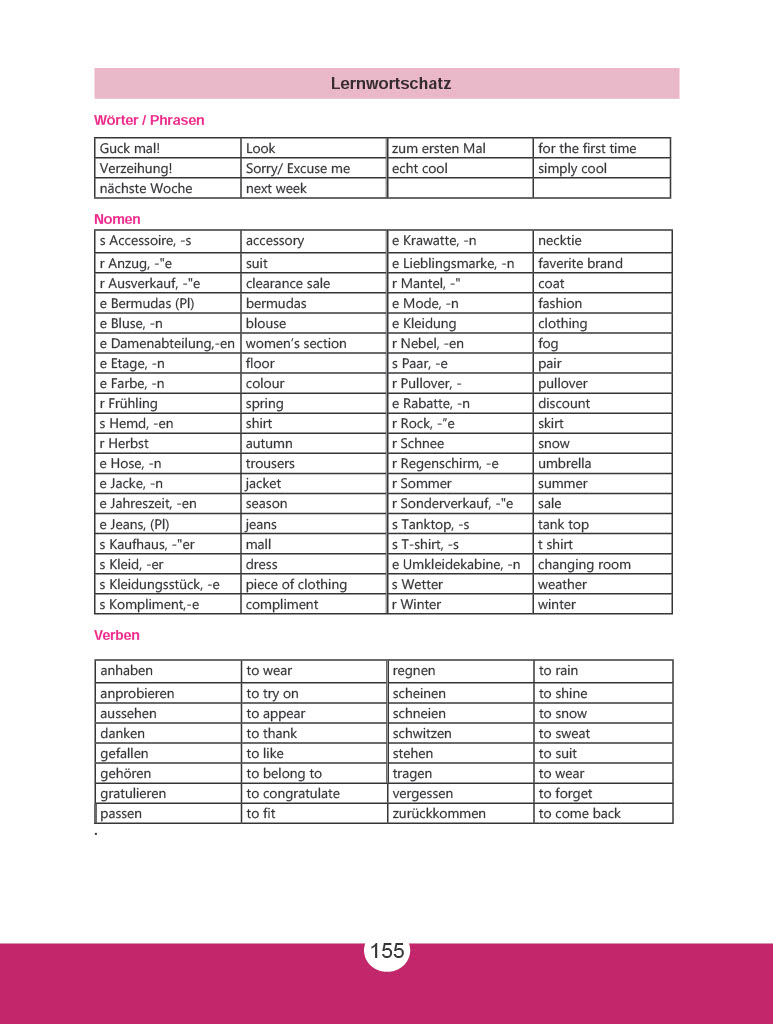 Lernwortschatz
Wörter / Phrasen
Guck mal! Look zum ersten Mal for the first time
Verzeihung! Sorry/ Excuse me echt cool simply cool
nächste Woche next week
Nomen
s Accessoire, -s accessory e Krawatte, -n necktie
r Anzug, -"e suit e Lieblingsmarke, -n faverite brand
r Ausverkauf, -"e clearance sale r Mantel, -" coat
e Bermudas (Pl) bermudas e Mode, -n fashion
e Bluse, -n blouse e Kleidung clothing
e Damenabteilung,-en women's section r Nebel, -en fog
e Etage, -n floor s Paar, -e pair
e Farbe, -n colour r Pullover, - pullover
r Frühling spring e Rabatte, -n discount
s Hemd, -en shirt r Rock, -"e skirt
r Herbst autumn r Schnee snow
e Hose, -n trousers r Regenschirm, -e umbrella
e Jacke, -n jacket r Sommer summer
e Jahreszeit, -en season r Sonderverkauf, -"e sale
e Jeans, (Pl) jeans s Tanktop, -s tank top
s Kaufhaus, -"er mall s T-shirt, -s t shirt
s Kleid, -er dress e Umkleidekabine, -n changing room
s Kleidungsstück, -e piece of clothing s Wetter weather
s Kompliment,-e compliment r Winter winter
Verben
anhaben to wear regnen to rain
anprobieren to try on scheinen to shine
aussehen to appear schneien to snow
danken to thank schwitzen to sweat
gefallen to like stehen to suit
gehören to belong to tragen to wear
gratulieren to congratulate vergessen to forget
passen to fit zurückkommen to come back
.
155